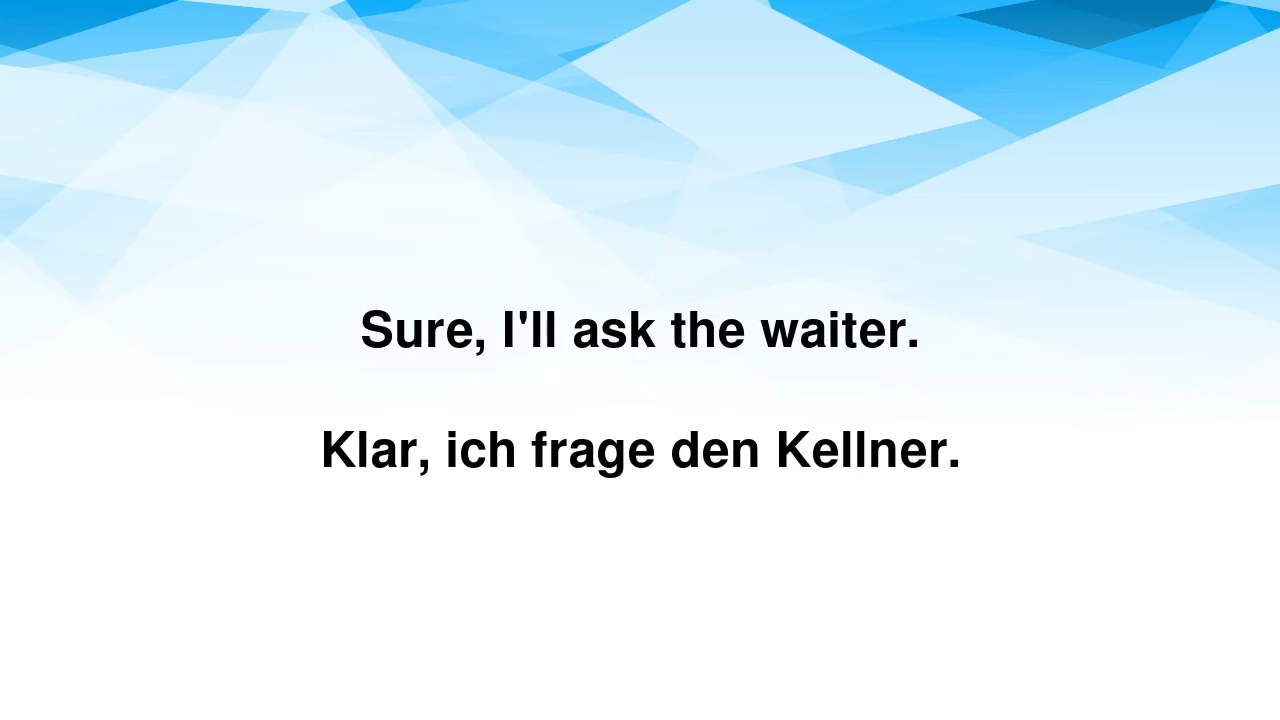 Sure, I'll ask the waiter.
Klar, ich frage den Kellner.